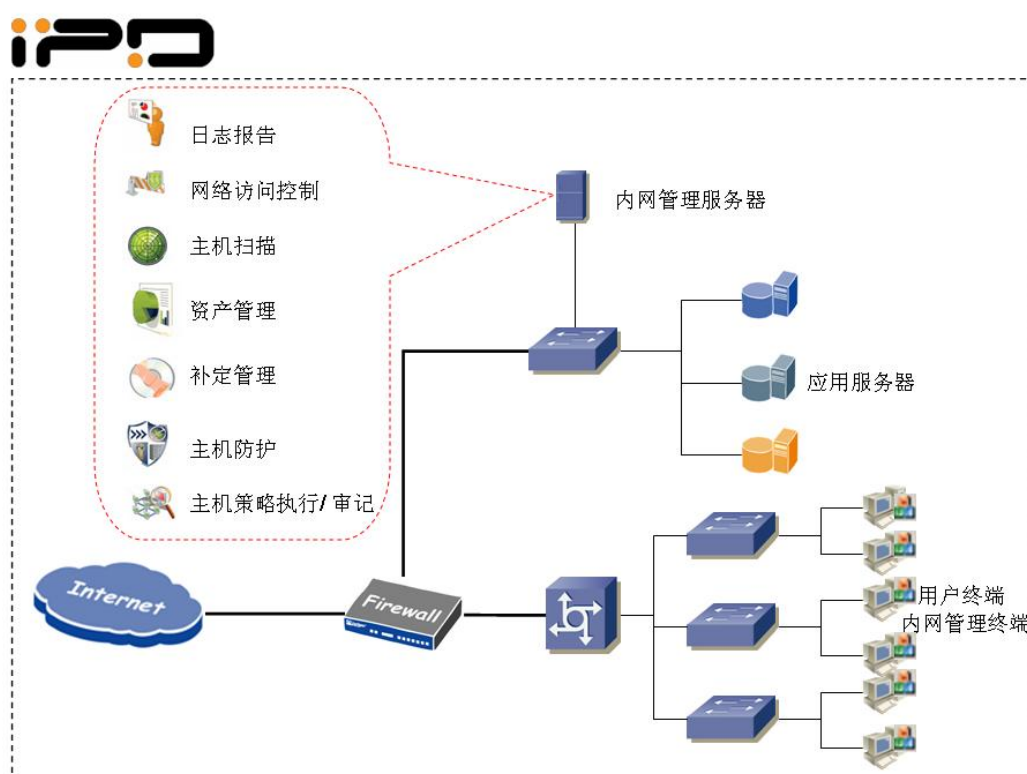 iPD
日志报告
网络访问控制
主机扫描
资产管理
补定管理
主机防护
主机策略执行/审记
内网管理服务器
应用服务器
Internet
Firewall
用户终端
内网管理终端